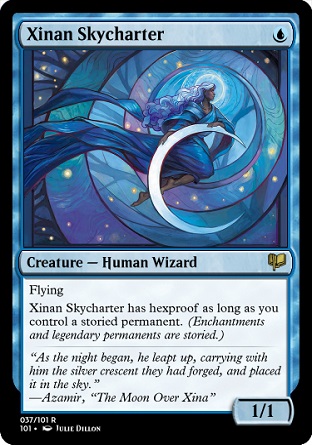 Xinan Skycharter
Creature — Human Wizard
Flying
Xinan Skycharter has hexproof as long as you
control a storied permanent. (Enchantments
and legendary permanents are storied.)
“As the night began, he leapt up, carrying with
him the silver crescent they had forged, and placed
it in the sky.”
—Azamir, “The Moon Over Xina”
1/1
037/101 R
101 • Julie Dillon